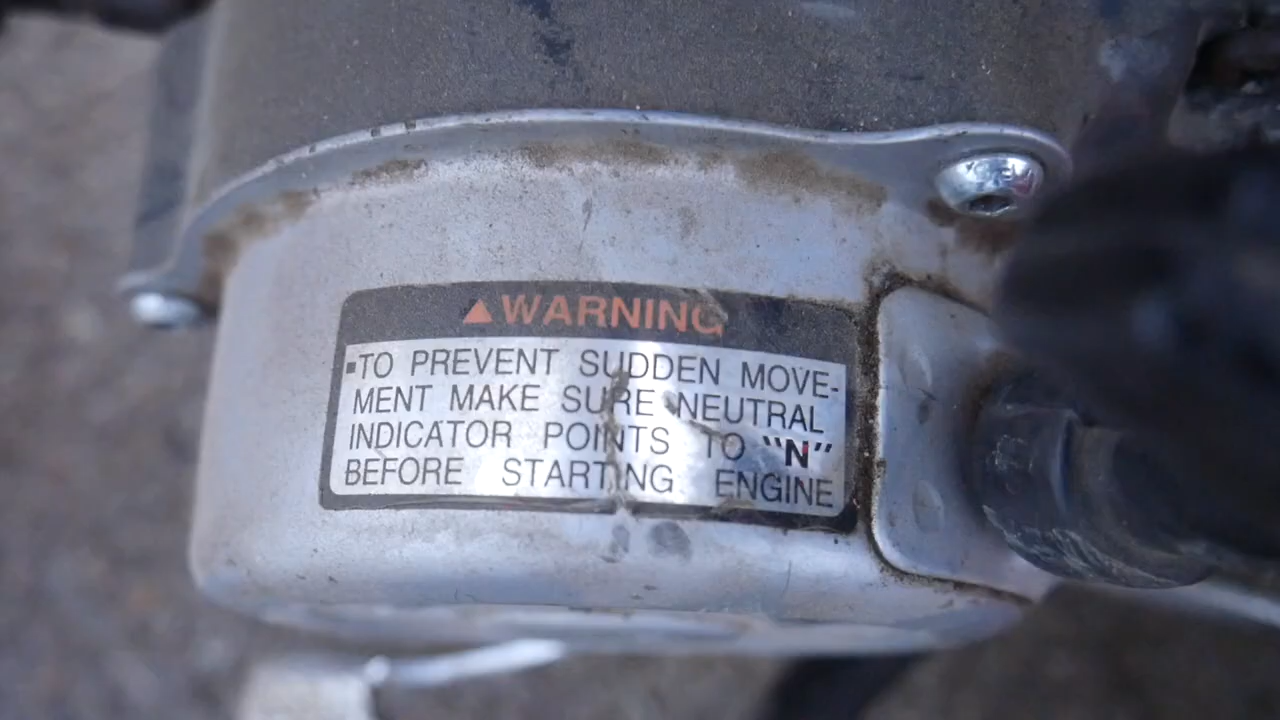 ▲WARNING
▪TO PREVENT SUDDEN MOVE-
MENT MAKE SURE NEUTRAL
INDICATOR POINTS TO "N"
BEFORE STARTING ENGINE